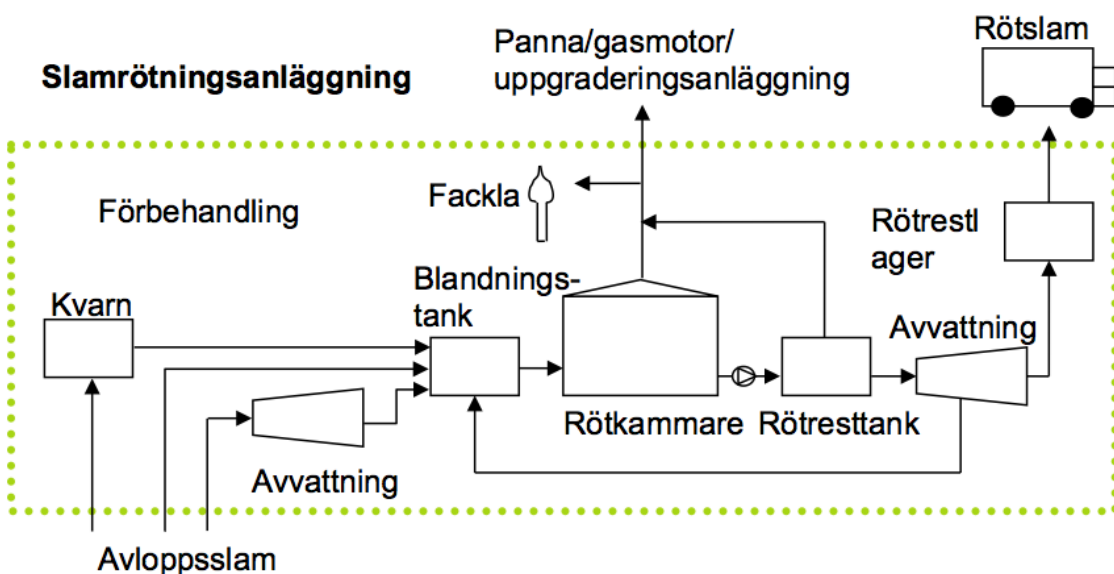 Slamrötningsanläggning
Panna/gasmotor/
uppgraderingsanläggning
Rötslam
Förbehandling
Fackla
Rötrestl
ager
Kvarn
Blandnings-
tank
Avvattning
Rötkammare
Rötresttank
Avvattning
Avloppsslam